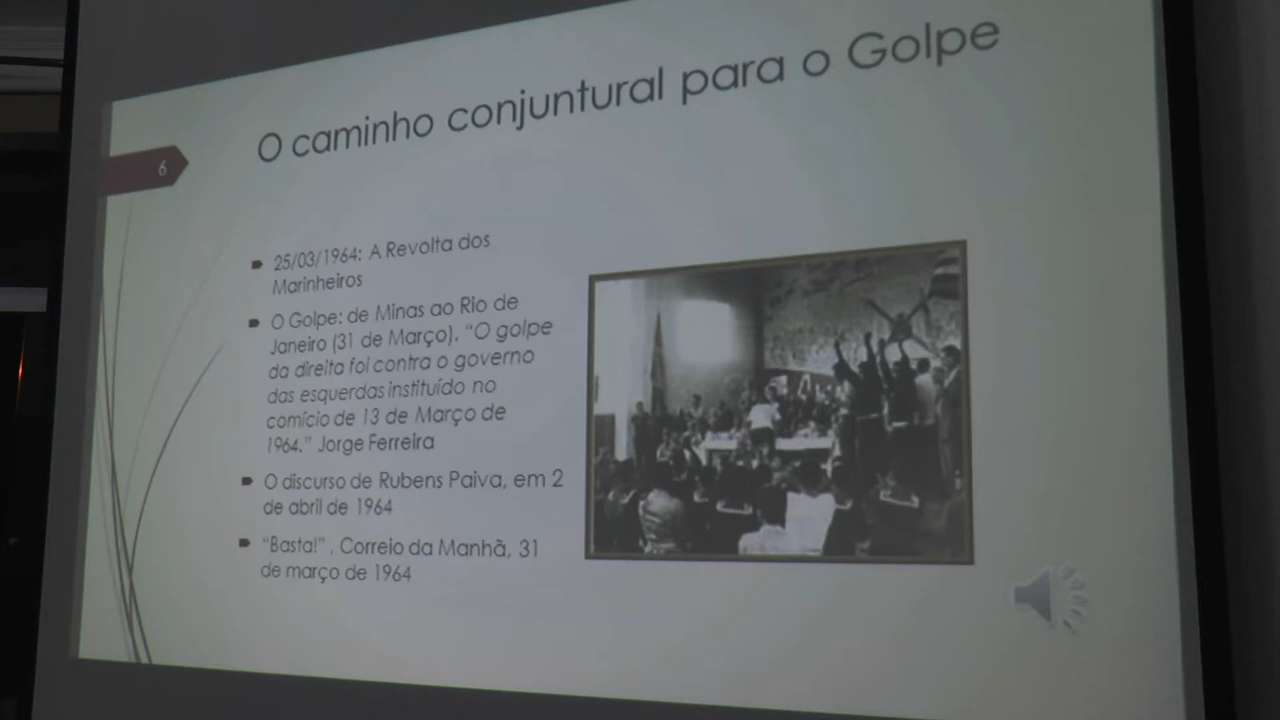 O caminho conjuntural para o Golpe
6
25/03/1964: A Revolta dos
Marinheiros
O Golpe: de Minas ao Rio de
Janeiro (31 de Março). “O golpe
da direita foi contra o governo
das esquerdas instituído no
comício de 13 de Março de
1964.” Jorge Ferreira
O discurso de Rubens Paiva, em 2
de abril de 1964
“Basta!” . Correio da Manhã, 31
de março de 1964